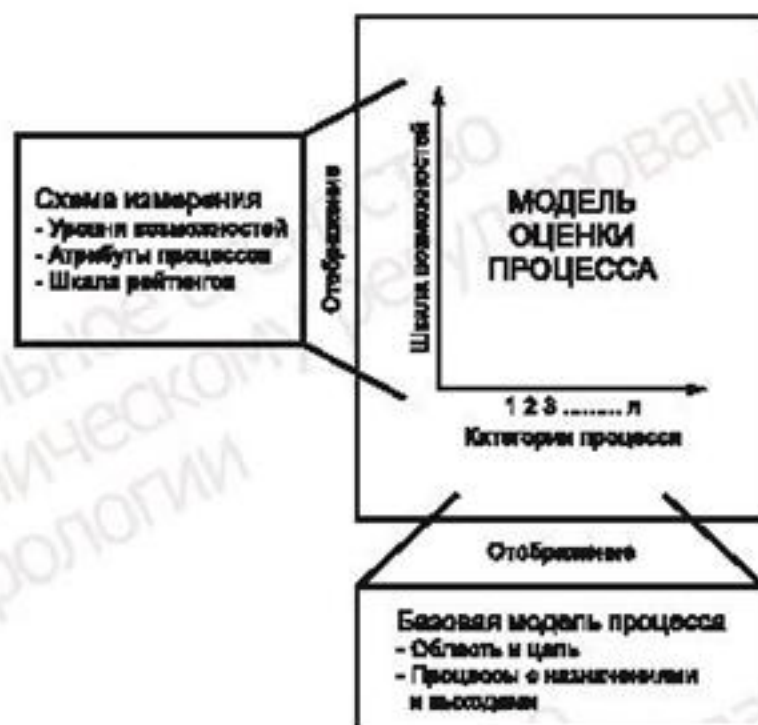 Схема измерения
- Уровни возможностей
- Атрибуты процессов
- Шкала рейтингов
Отображение
Шкала возможностей
МОДЕЛЬ
ОЦЕНКИ
ПРОЦЕССА
1 2 3 ......... n
Категории процесса
Отображение
Базовая модель процесса
- Область и цель
- Процессы с назначениями
и выходами